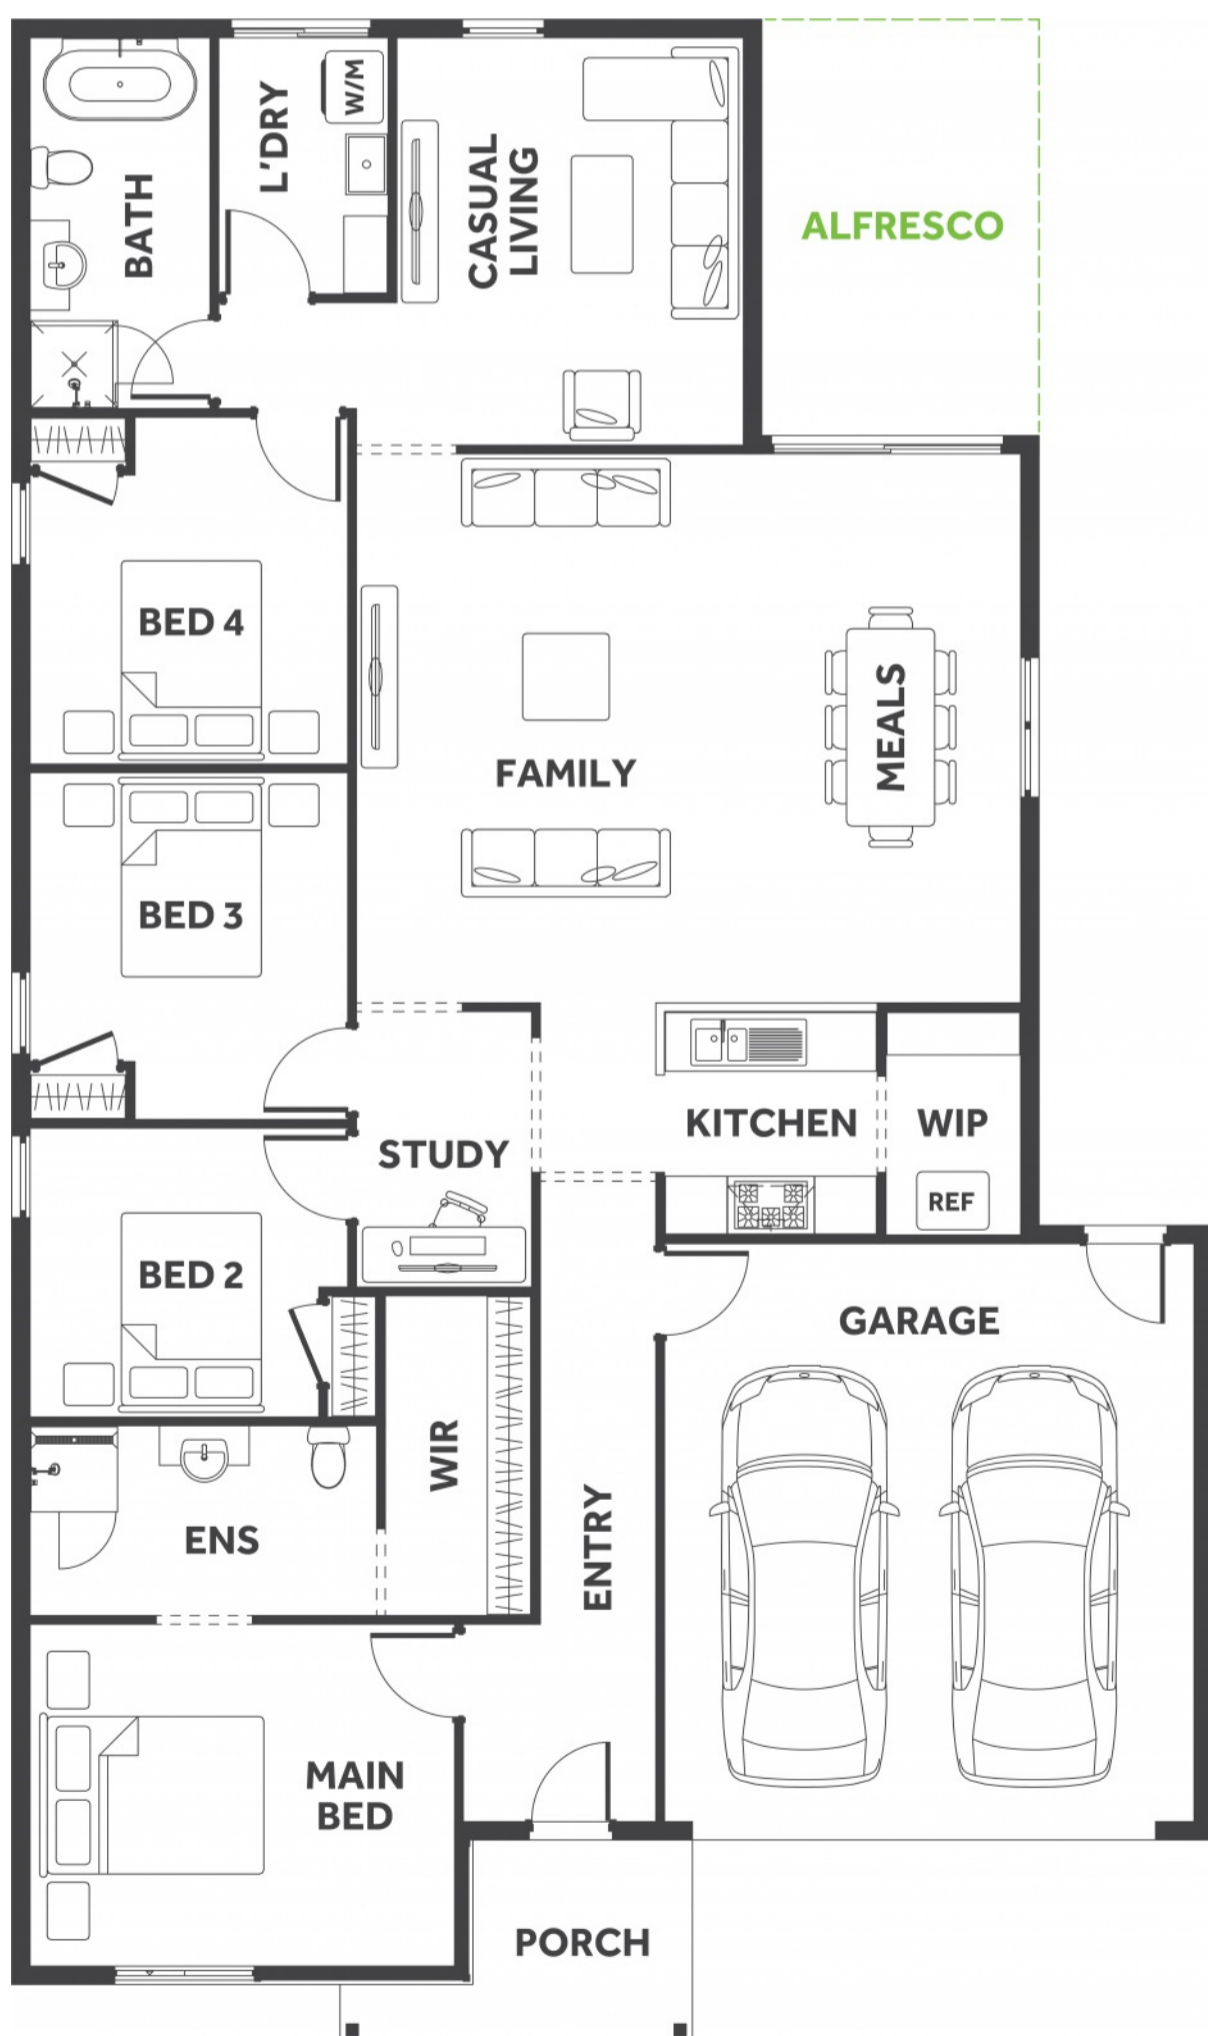 BATH
L'DRY
W/M
CASUAL
LIVING
ALFRESCO
BED 4
FAMILY
MEALS
BED 3
STUDY
KITCHEN
WIP
REF
BED 2
GARAGE
WIR
ENS
ENTRY
MAIN
BED
PORCH